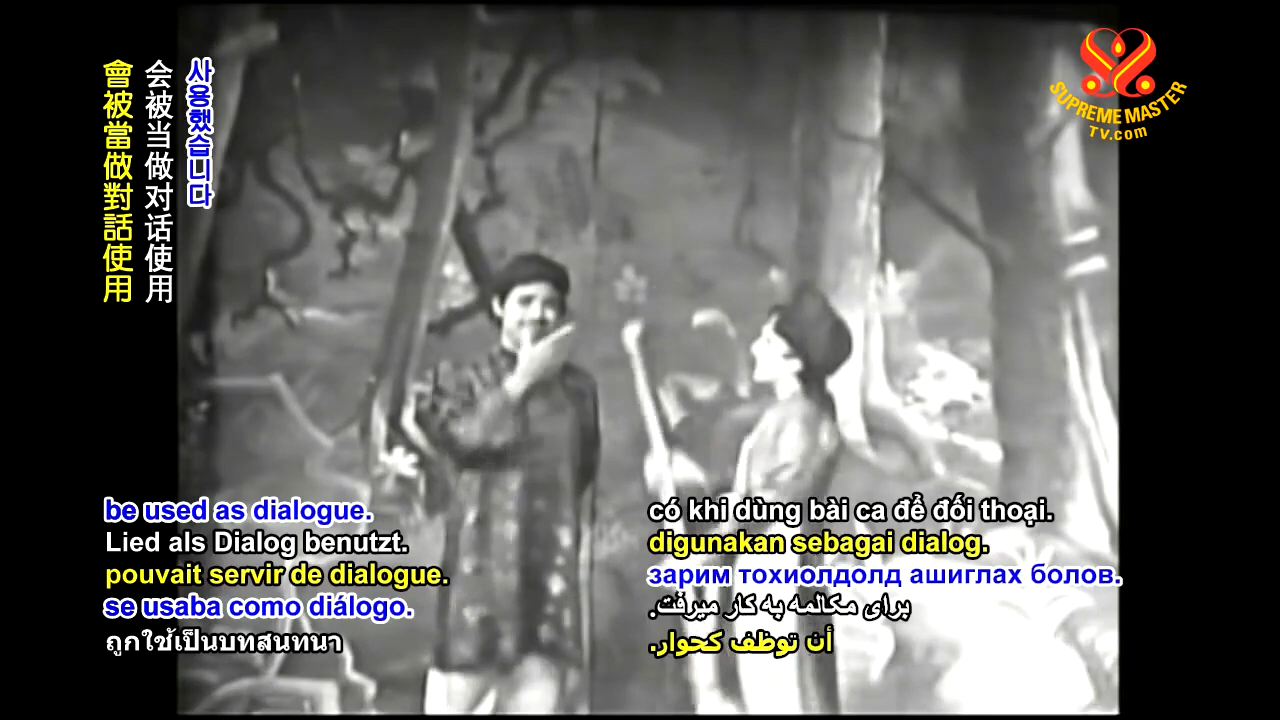 會被當做對話使用
会被当做对话使用
사용했습니다
SUPREME MASTER
TV.com
be used as dialogue.
Lied als Dialog benutzt.
pouvait servir de dialogue.
se usaba como diálogo.
ถูกใช้เป็นบทสนทนา
có khi dùng bài ca để đối thoại.
digunakan sebagai dialog.
зарим тохиолдолд ашиглах болов.
برای مکالمه به کار میرفت.
أن توظف كحوار.